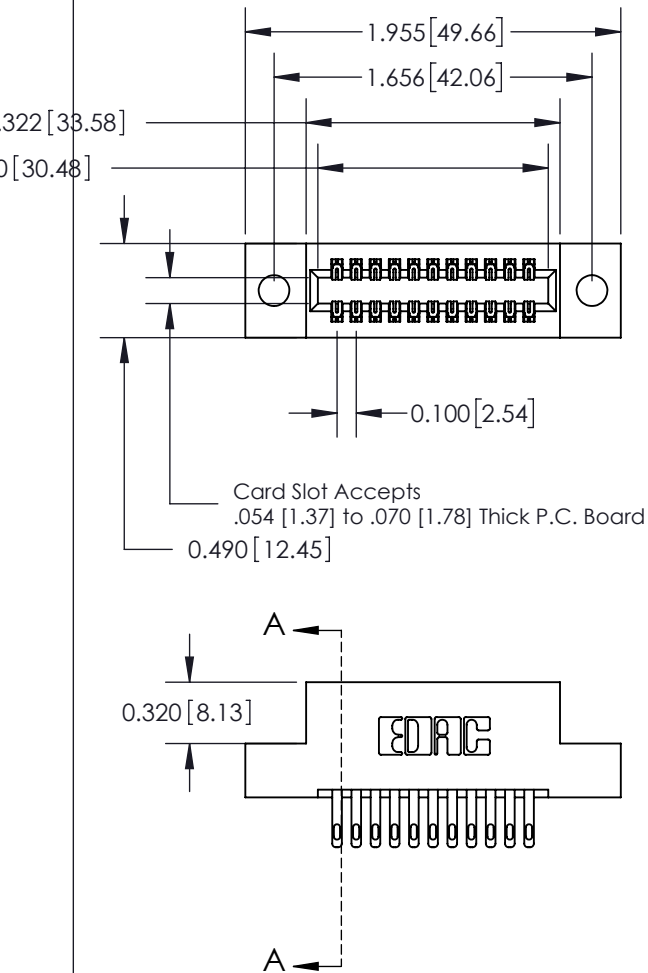 1.955[49.66]
1.656[42.06]
.322[33.58]
0[30.48]
0.100[2.54]
Card Slot Accepts
.054 [1.37] to .070 [1.78] Thick P.C. Board
0.490[12.45]
A
0.320[8.13]
EDAC
A